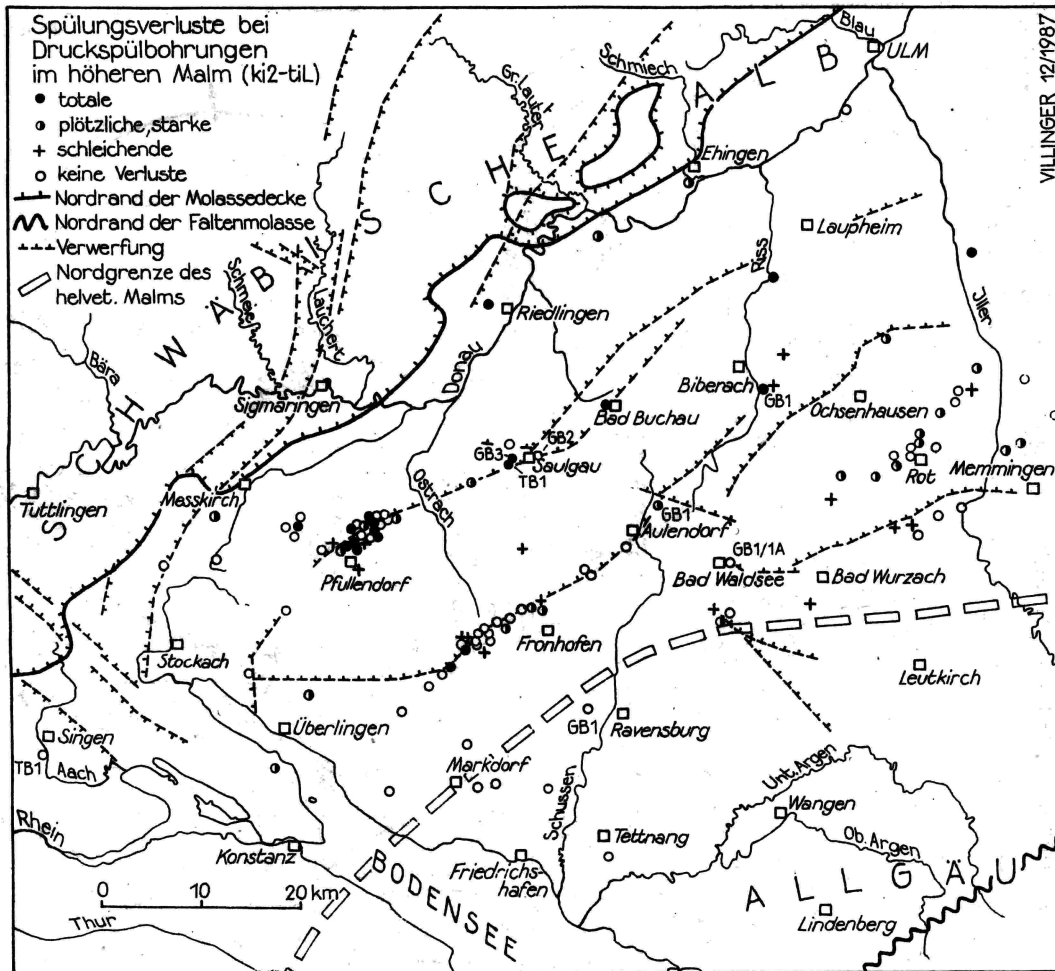 Spülungsverluste bei
Druckspülbohrungen
im höheren Malm (ki2-tiL)
totale
plötzliche, starke
schleichende
keine Verluste
Nordrand der Molassedecke
Nordrand der Faltenmolasse
Verwerfung
Nordgrenze des
helvet. Malms
VILLINGER 12/1987
SCHWÄBISCHE ALB
Blau
ULM
Schmiech
Gr. Lauter
Ehingen
Laupheim
Riss
Iller
Schmeie
Lauchert
Bära
Riedlingen
Donau
Biberach
GB1
Ochsenhausen
Sigmaringen
Bad Buchau
GB2
GB3
Saulgau
TB1
Rot
Memmingen
Tuttlingen
Messkirch
Ostrach
GB1
Aulendorf
GB1/1A
Bad Waldsee
Bad Wurzach
Pfullendorf
Fronhofen
Stockach
Leutkirch
Überlingen
GB1
Ravensburg
Singen
TB1
Aach
Markdorf
Unt. Argen
Wangen
Schussen
Rhein
Tettnang
Ob. Argen
Konstanz
Friedrichs-
hafen
BODENSEE
ALLGÄU
0 10 20 km
Thur
Lindenberg